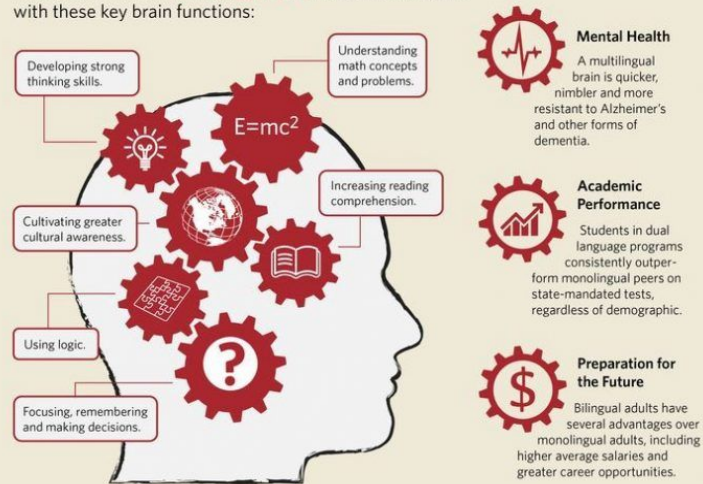 with these key brain functions:
Developing strong
thinking skills.
Understanding
math concepts
and problems.
E=mc²
Cultivating greater
cultural awareness.
Increasing reading
comprehension.
Using logic.
?
Focusing, remembering
and making decisions.
Mental Health
A multilingual
brain is quicker,
nimbler and more
resistant to Alzheimer's
and other forms of
dementia.
Academic
Performance
Students in dual
language programs
consistently outper-
form monolingual peers on
state-mandated tests,
regardless of demographic.
$
Preparation for
the Future
Bilingual adults have
several advantages over
monolingual adults, including
higher average salaries and
greater career opportunities.